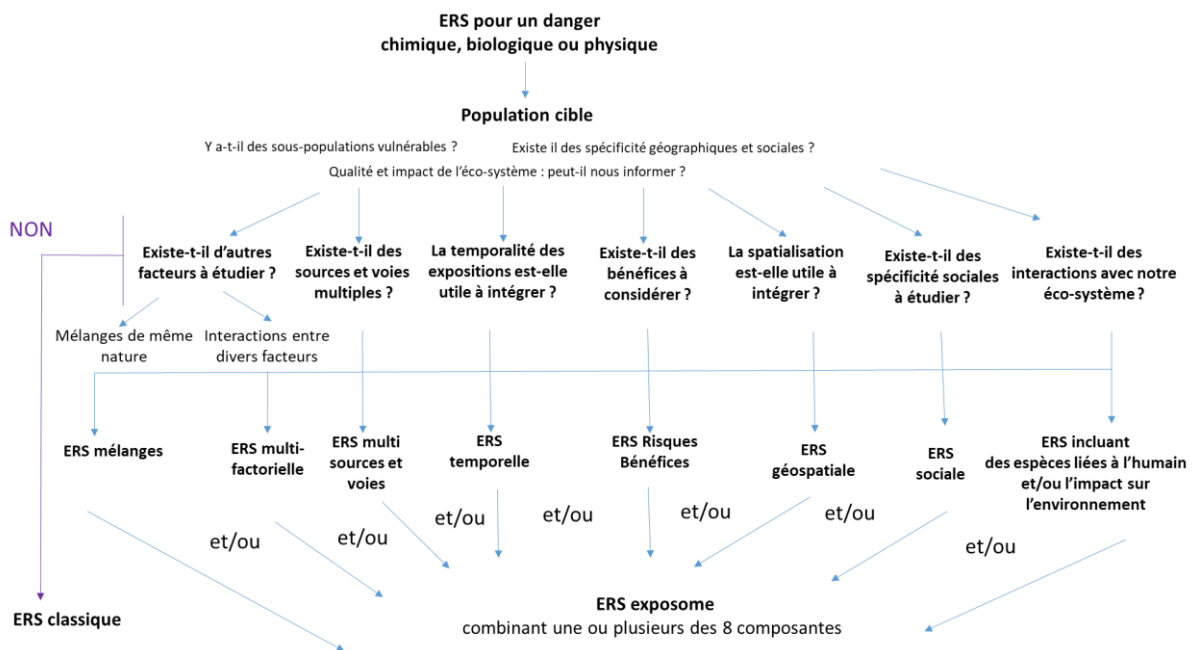 ERS pour un danger
chimique, biologique ou physique
Population cible
Y a-t-il des sous-populations vulnérables ?
Existe il des spécificité géographiques et sociales ?
Qualité et impact de l'éco-système : peut-il nous informer ?
NON
Existe-t-il d'autres
facteurs à étudier ?
Existe-t-il des
sources et voies
multiples ?
La temporalité des
expositions est-elle
utile à intégrer ?
Existe-t-il des
bénéfices à
considérer ?
La spatialisation
est-elle utile à
intégrer ?
Existe-t-il des
spécificité sociales
à étudier ?
Existe-t-il des
interactions avec notre
éco-système ?
Mélanges de même
nature
Interactions entre
divers facteurs
ERS mélanges
ERS multi-
factorielle
ERS multi
sources et
voies
ERS
temporelle
ERS Risques
Bénéfices
ERS
géospatiale
ERS
sociale
ERS incluant
des espèces liées à l'humain
et/ou l'impact sur
l'environnement
et/ou
et/ou
et/ou
et/ou
et/ou
et/ou
et/ou
ERS classique
ERS exposome
combinant une ou plusieurs des 8 composantes